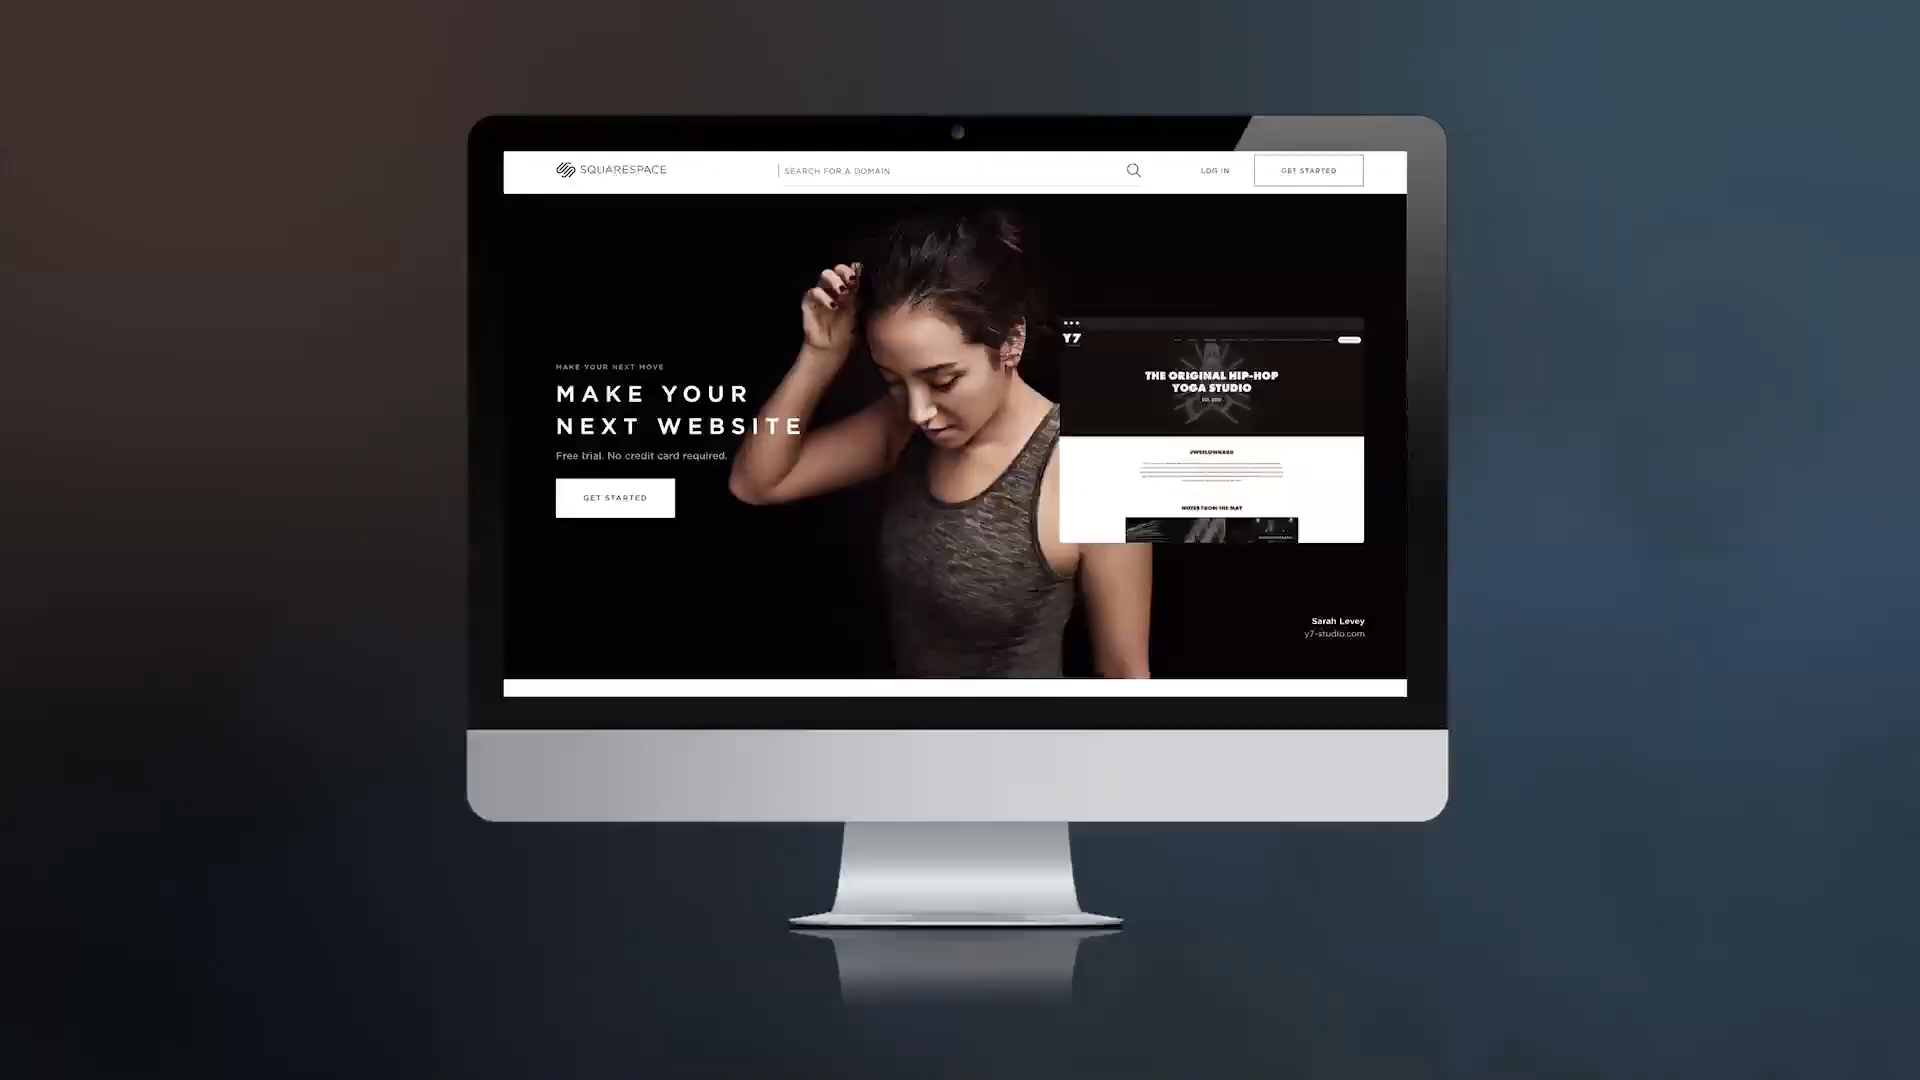 SQUARESPACE
SEARCH FOR A DOMAIN
LOG IN
GET STARTED
MAKE YOUR NEXT MOVE
MAKE YOUR
NEXT WEBSITE
Free trial. No credit card required.
GET STARTED
Y7
THE ORIGINAL HIP-HOP
YOGA STUDIO
#WEFLOWHARD
NOTES FROM THE MAT
Sarah Levey
y7-studio.com